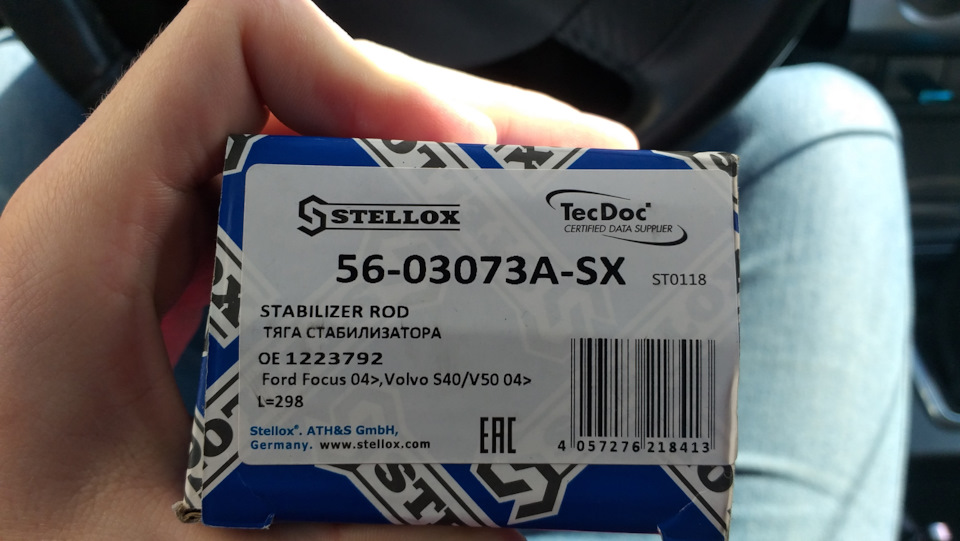 STELLOX
TecDoc
CERTIFIED DATA SUPPLIER
56-03073A-SX ST0118
STABILIZER ROD
ТЯГА СТАБИЛИЗАТОРА
OE 1223792
Ford Focus 04>,Volvo S40/V50 04>
L=298
Stellox®. ATH&S GmbH,
Germany. www.stellox.com
EAC
4 057276 218413